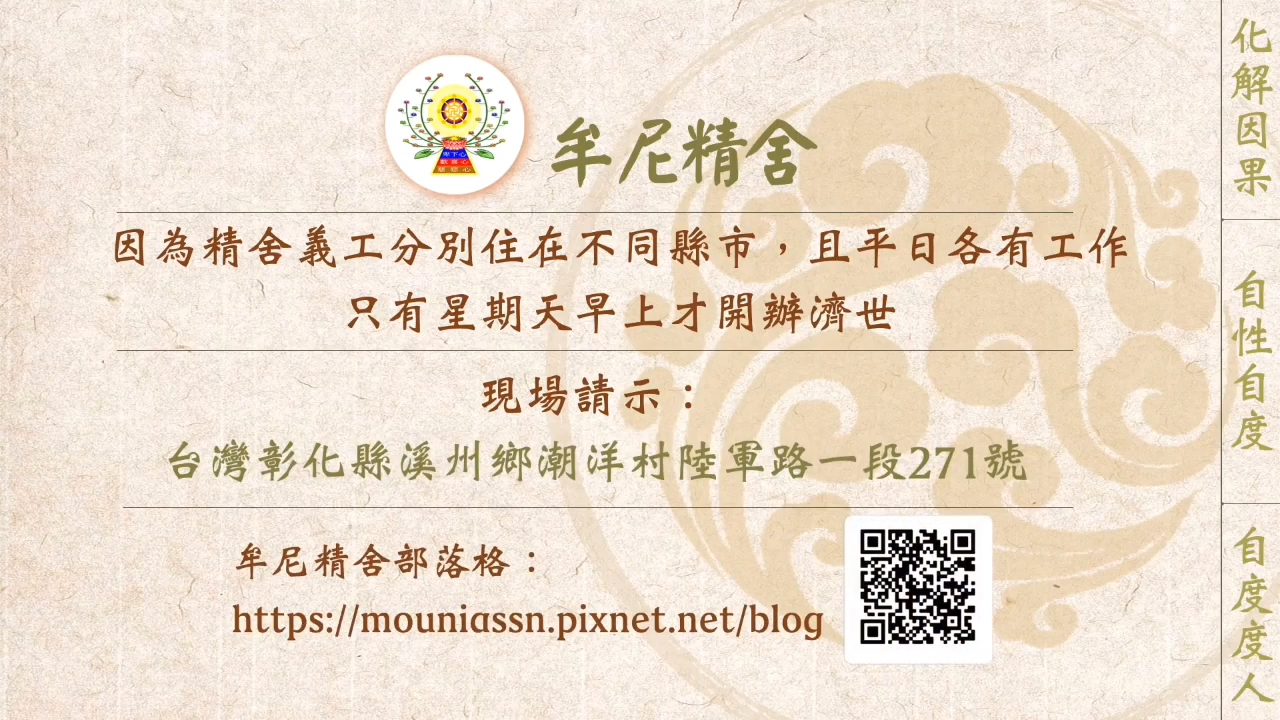 牟尼精舍
因為精舍義工分別住在不同縣市，且平日各有工作
只有星期天早上才開辦濟世
現場請示：
台灣彰化縣溪州鄉潮洋村陸軍路一段271號
牟尼精舍部落格：
https://mouniassn.pixnet.net/blog
化解因果
自性自度
自度度人